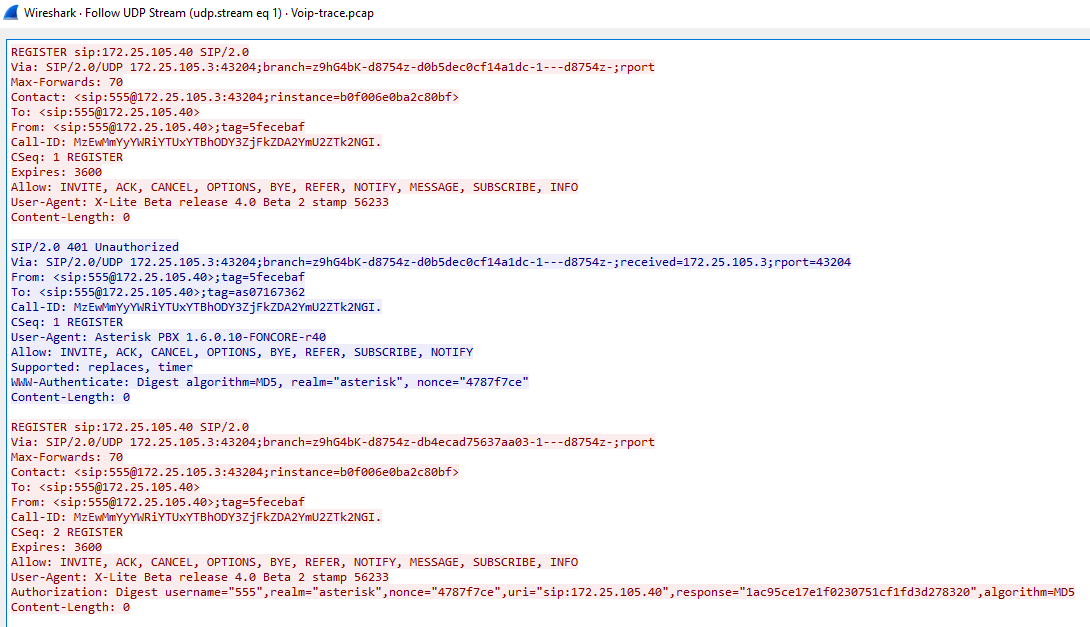 Wireshark · Follow UDP Stream (udp.stream eq 1) · Voip-trace.pcap
REGISTER sip:172.25.105.40 SIP/2.0
Via: SIP/2.0/UDP 172.25.105.3:43204;branch=z9hG4bK-d8754z-d0b5dec0cf14a1dc-1---d8754z-;rport
Max-Forwards: 70
Contact: <sip:555@172.25.105.3:43204;rinstance=b0f006e0ba2c80bf>
To: <sip:555@172.25.105.40>
From: <sip:555@172.25.105.40>;tag=5fecebaf
Call-ID: MzEwMmYyYWRiYTUxYTBhODY3ZjFkZDA2YmU2ZTk2NGI.
CSeq: 1 REGISTER
Expires: 3600
Allow: INVITE, ACK, CANCEL, OPTIONS, BYE, REFER, NOTIFY, MESSAGE, SUBSCRIBE, INFO
User-Agent: X-Lite Beta release 4.0 Beta 2 stamp 56233
Content-Length: 0
SIP/2.0 401 Unauthorized
Via: SIP/2.0/UDP 172.25.105.3:43204;branch=z9hG4bK-d8754z-d0b5dec0cf14a1dc-1---d8754z-;received=172.25.105.3;rport=43204
From: <sip:555@172.25.105.40>;tag=5fecebaf
To: <sip:555@172.25.105.40>;tag=as07167362
Call-ID: MzEwMmYyYWRiYTUxYTBhODY3ZjFkZDA2YmU2ZTk2NGI.
CSeq: 1 REGISTER
User-Agent: Asterisk PBX 1.6.0.10-FONCORE-r40
Allow: INVITE, ACK, CANCEL, OPTIONS, BYE, REFER, SUBSCRIBE, NOTIFY
Supported: replaces, timer
WWW-Authenticate: Digest algorithm=MD5, realm="asterisk", nonce="4787f7ce"
Content-Length: 0
REGISTER sip:172.25.105.40 SIP/2.0
Via: SIP/2.0/UDP 172.25.105.3:43204;branch=z9hG4bK-d8754z-db4ecad75637aa03-1---d8754z-;rport
Max-Forwards: 70
Contact: <sip:555@172.25.105.3:43204;rinstance=b0f006e0ba2c80bf>
To: <sip:555@172.25.105.40>
From: <sip:555@172.25.105.40>;tag=5fecebaf
Call-ID: MzEwMmYyYWRiYTUxYTBhODY3ZjFkZDA2YmU2ZTk2NGI.
CSeq: 2 REGISTER
Expires: 3600
Allow: INVITE, ACK, CANCEL, OPTIONS, BYE, REFER, NOTIFY, MESSAGE, SUBSCRIBE, INFO
User-Agent: X-Lite Beta release 4.0 Beta 2 stamp 56233
Authorization: Digest username="555",realm="asterisk",nonce="4787f7ce",uri="sip:172.25.105.40",response="1ac95ce17e1f0230751cf1fd3d278320",algorithm=MD5
Content-Length: 0